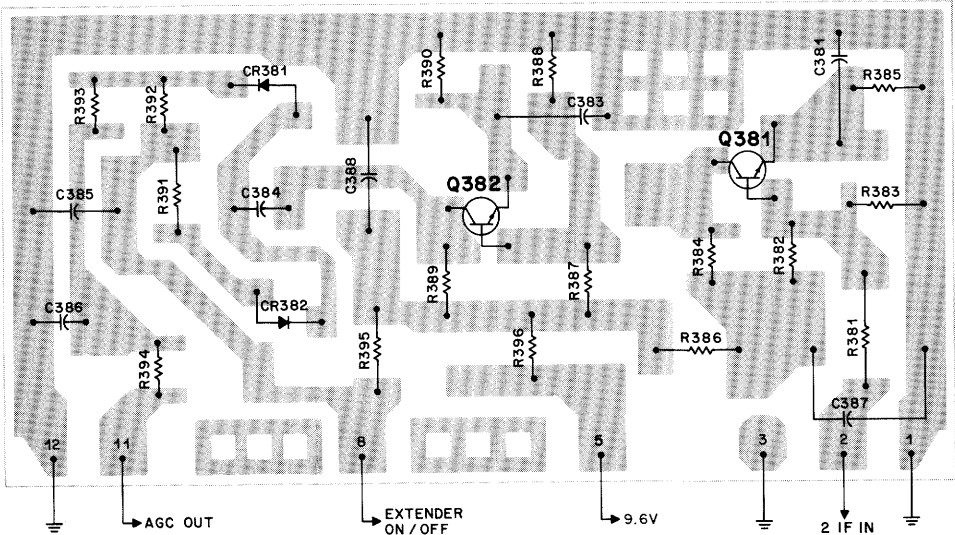 R390
R388
C381
CR381
R385
R393
R392
C383
Q381
C388
C385
R391
C384
Q382
R383
R384
R382
R389
R387
C386
CR382
R395
R396
R386
R381
R394
C387
12
11
8
5
3
2
1
AGC OUT
EXTENDER
ON / OFF
9.6V
2 IF IN